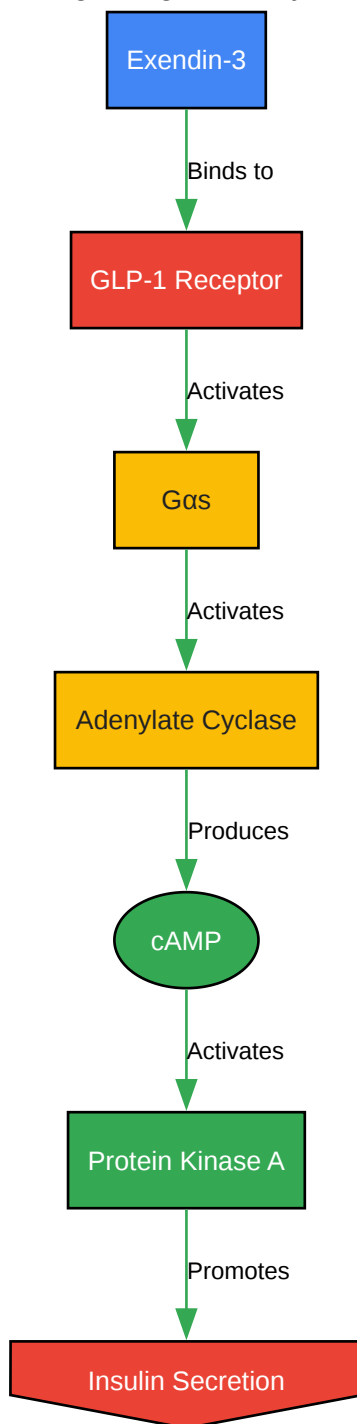 Exendin-3
Binds to
GLP-1 Receptor
Activates
Gαs
Activates
Adenylate Cyclase
Produces
cAMP
Activates
Protein Kinase A
Promotes
Insulin Secretion